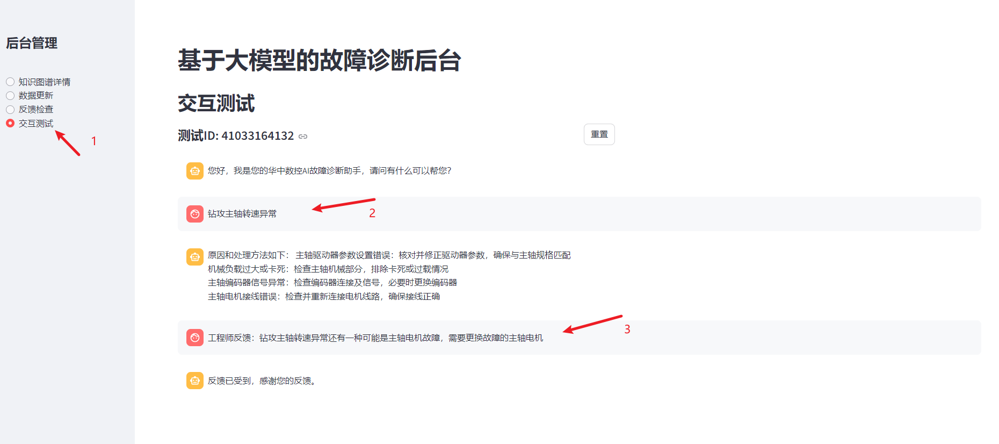 后台管理
知识图谱详情
数据更新
反馈检查
交互测试
1
基于大模型的故障诊断后台
交互测试
测试ID: 41033164132
重置
您好，我是您的华中数控AI故障诊断助手，请问有什么可以帮您？
钻攻主轴转速异常
2
原因和处理方法如下： 主轴驱动器参数设置错误：核对并修正驱动器参数，确保与主轴规格匹配
机械负载过大或卡死：检查主轴机械部分，排除卡死或过载情况
主轴编码器信号异常：检查编码器连接及信号，必要时更换编码器
主轴电机接线错误：检查并重新连接电机线路，确保接线正确
工程师反馈：钻攻主轴转速异常还有一种可能是主轴电机故障，需要更换故障的主轴电机
3
反馈已受到，感谢您的反馈。